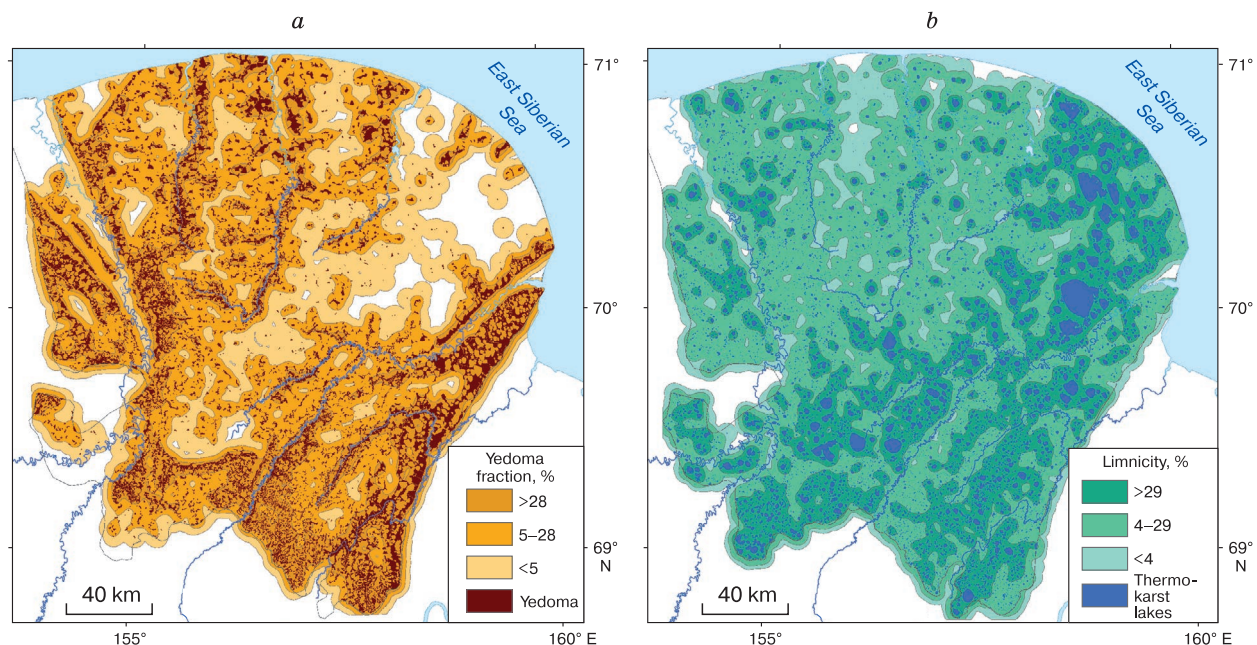 a
b
East Siberian
Sea
East Siberian
Sea
71°
71°
70°
70°
69°
N
69°
N
Yedoma
fraction, %
>28
5–28
<5
Yedoma
Limnicity, %
>29
4–29
<4
Thermo-
karst
lakes
40 km
40 km
155°
160° E
155°
160° E